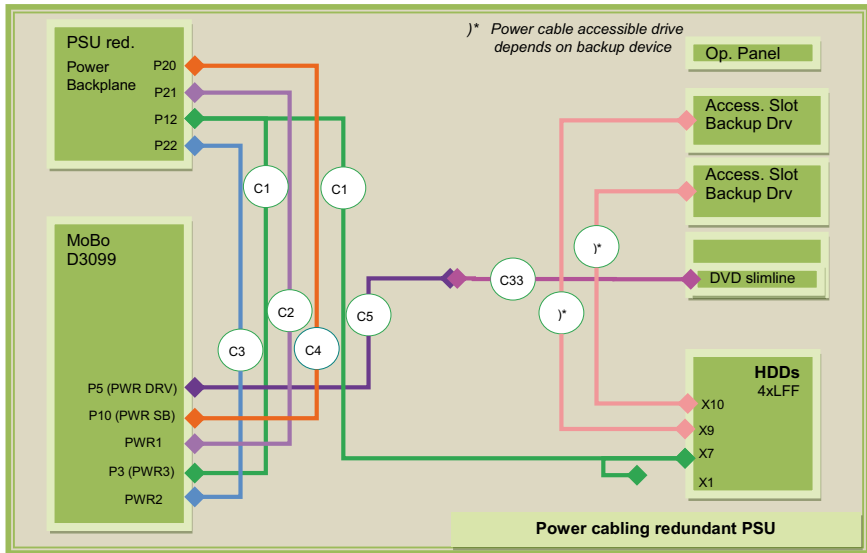 PSU red.
Power
Backplane
P20
P21
P12
P22
)* Power cable accessible drive
depends on backup device
Op. Panel
Access. Slot
Backup Drv
Access. Slot
Backup Drv
DVD slimline
C1
C1
)*
C33
)*
C2
C5
C3
C4
MoBo
D3099
P5 (PWR DRV)
P10 (PWR SB)
PWR1
P3 (PWR3)
PWR2
HDDs
4xLFF
X10
X9
X7
X1
Power cabling redundant PSU